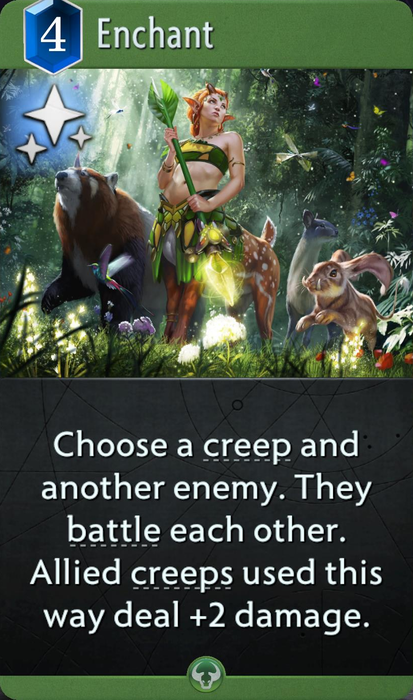 4
Enchant
Choose a creep and
another enemy. They
battle each other.
Allied creeps used this
way deal +2 damage.